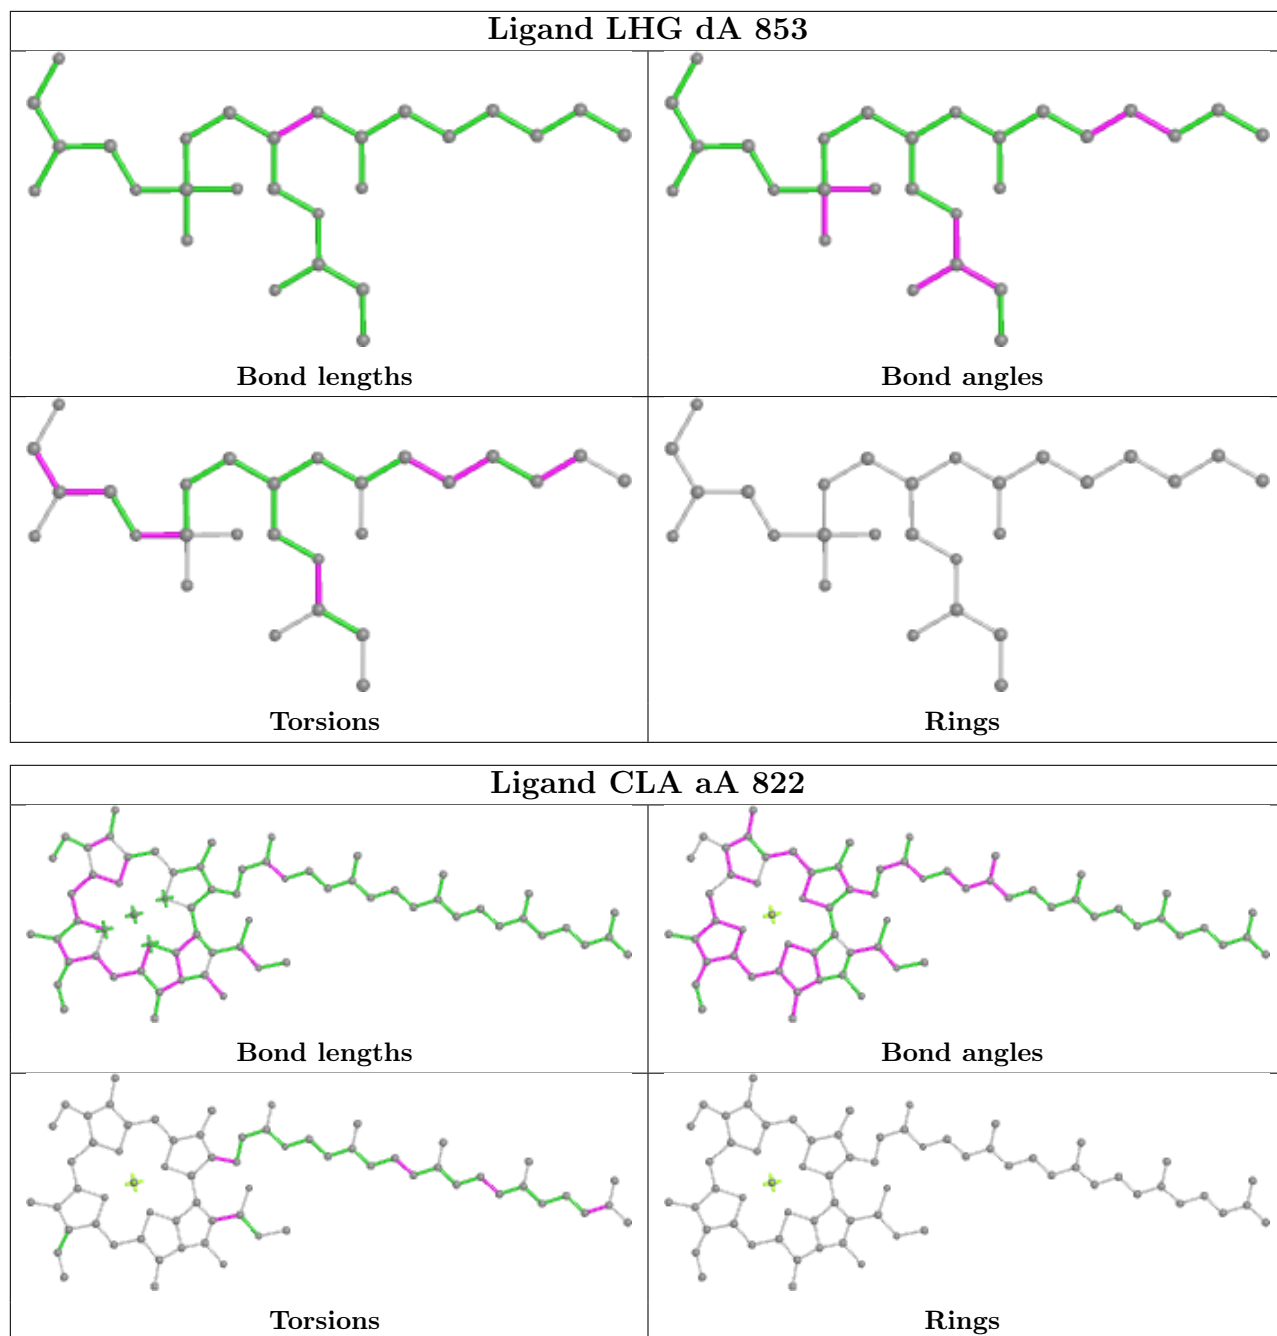 Ligand LHG dA 853
Bond lengths
Bond angles
Torsions
Rings
Ligand CLA aA 822
Bond lengths
Bond angles
Torsions
Rings